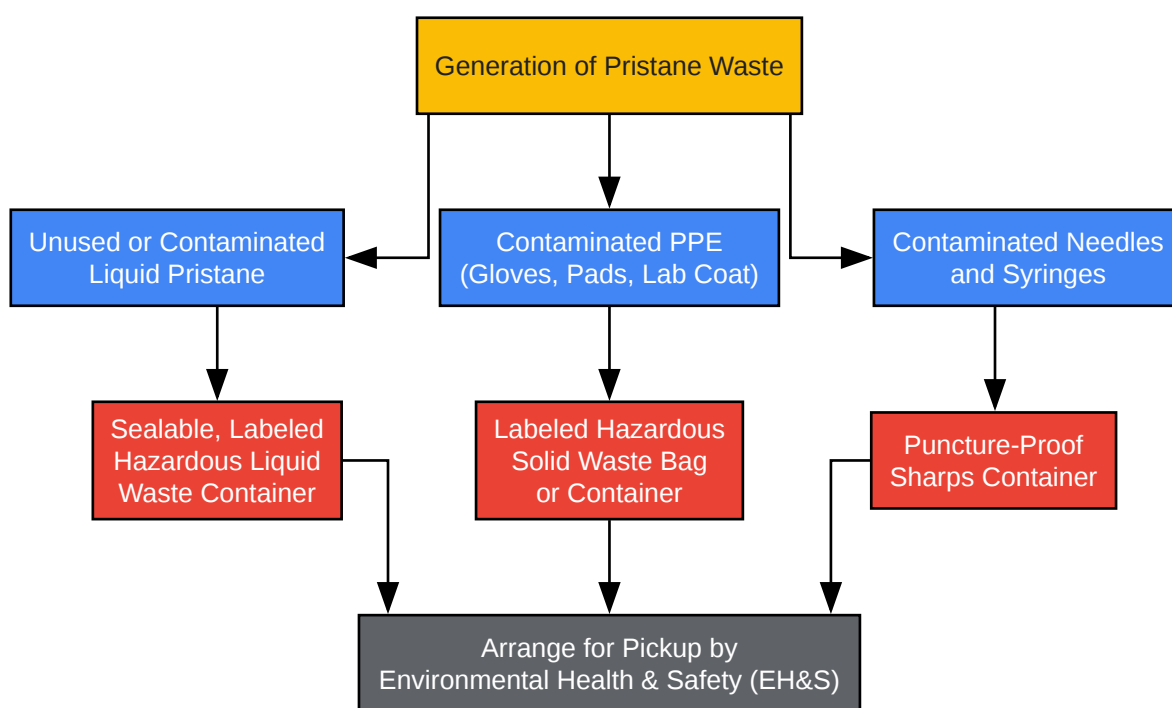 Generation of Pristane Waste
Unused or Contaminated
Liquid Pristane
Contaminated PPE
(Gloves, Pads, Lab Coat)
Contaminated Needles
and Syringes
Sealable, Labeled
Hazardous Liquid
Waste Container
Labeled Hazardous
Solid Waste Bag
or Container
Puncture-Proof
Sharps Container
Arrange for Pickup by
Environmental Health & Safety (EH&S)